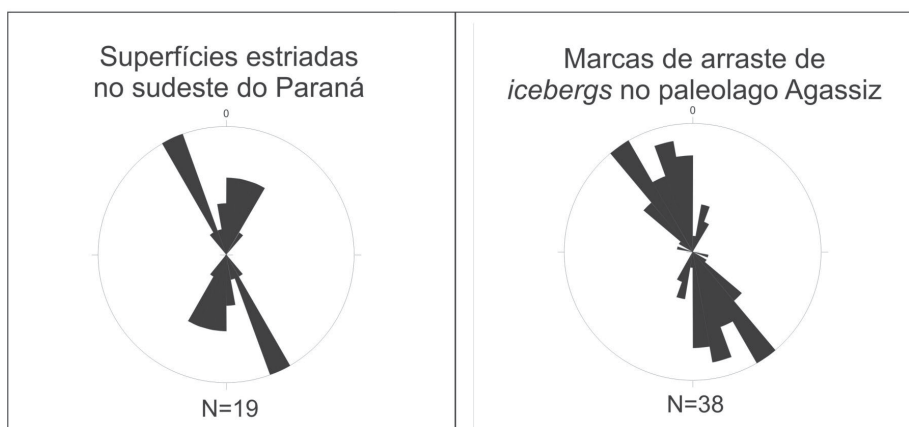 Superfícies estriadas
no sudeste do Paraná
0
N=19
Marcas de arraste de
icebergs no paleolago Agassiz
0
N=38